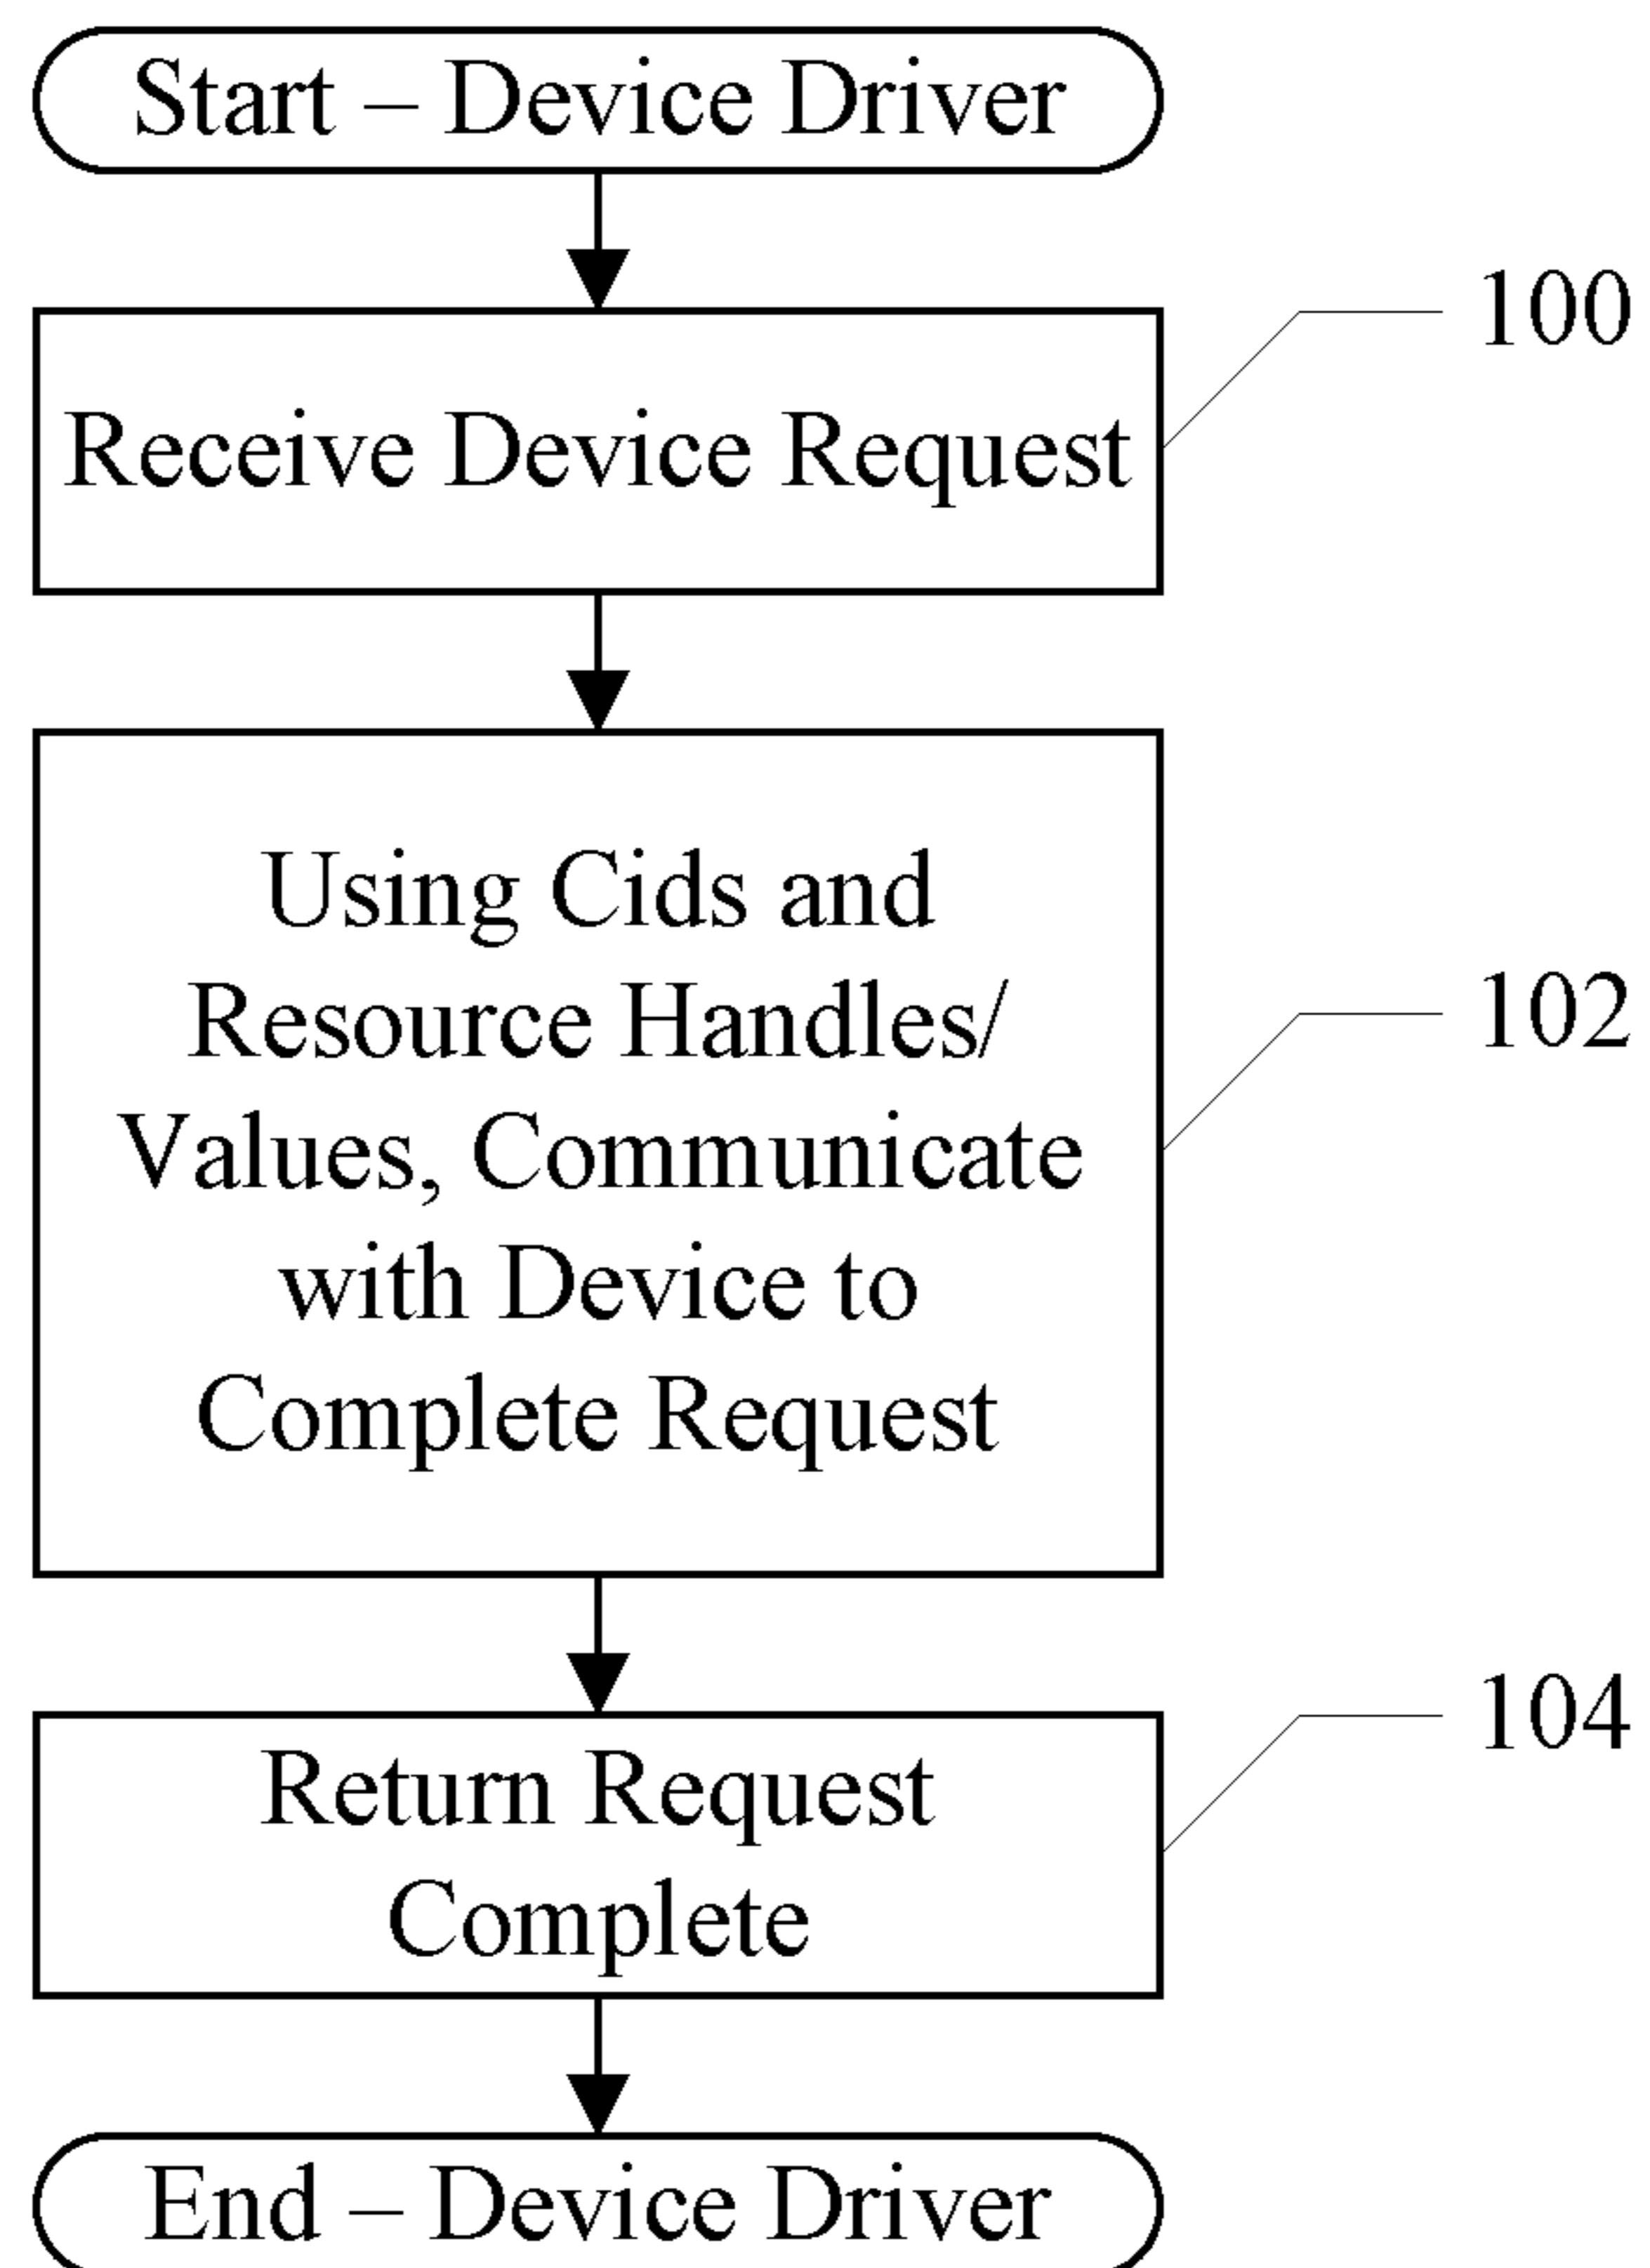 Start – Device Driver
100
Receive Device Request
Using Cids and
Resource Handles/
102
Values, Communicate
with Device to
Complete Request
104
Return Request
Complete
End – Device Driver